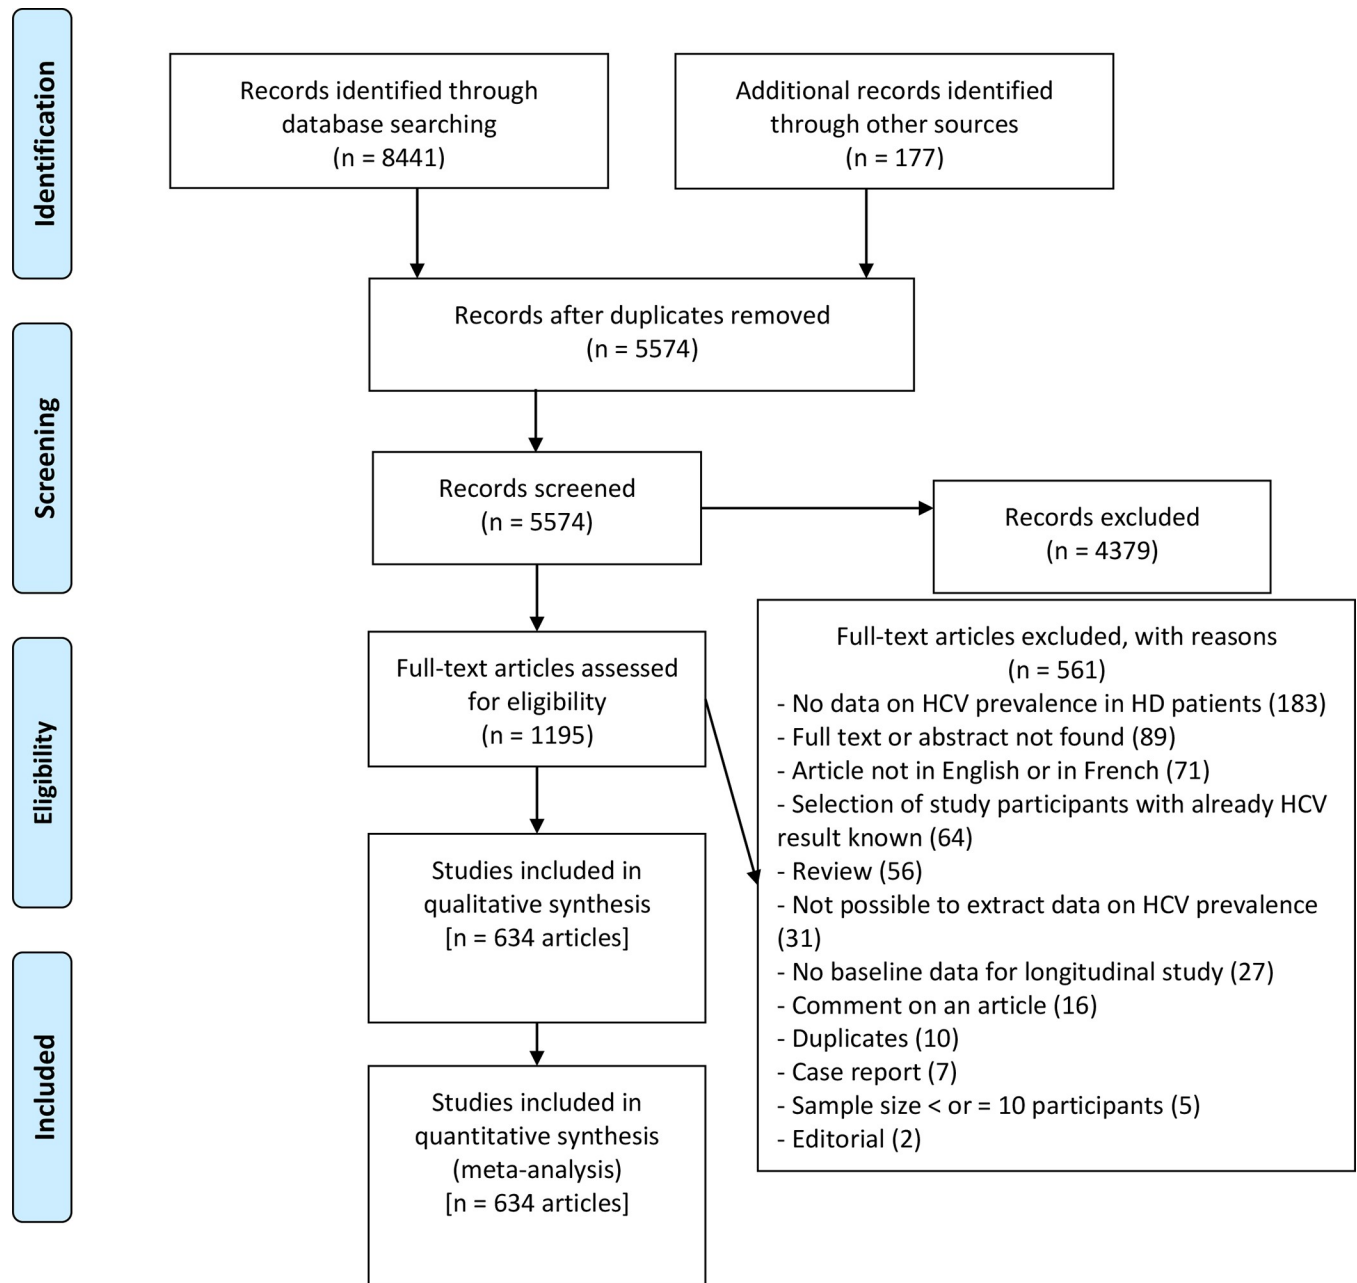 Identification
Records identified through
database searching
(n = 8441)
Additional records identified
through other sources
(n = 177)
Records after duplicates removed
(n = 5574)
Screening
Records screened
(n = 5574)
Records excluded
(n = 4379)
Eligibility
Full-text articles assessed
for eligibility
(n = 1195)
Full-text articles excluded, with reasons
(n = 561)
- No data on HCV prevalence in HD patients (183)
- Full text or abstract not found (89)
- Article not in English or in French (71)
- Selection of study participants with already HCV
result known (64)
- Review (56)
- Not possible to extract data on HCV prevalence
(31)
- No baseline data for longitudinal study (27)
- Comment on an article (16)
- Duplicates (10)
- Case report (7)
- Sample size < or = 10 participants (5)
- Editorial (2)
Studies included in
qualitative synthesis
[n = 634 articles]
Included
Studies included in
quantitative synthesis
(meta-analysis)
[n = 634 articles]